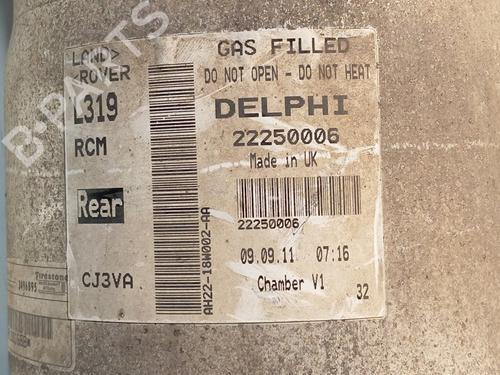 LAND>
<ROVER
L319
RCM
Rear
CJ3VA
AH22-18W002-AA
GAS FILLED
DO NOT OPEN - DO NOT HEAT
DELPHI
22250006
Made in UK
22250006
09.09.11 07:16
Chamber V1
32
Firestone
B-PARTS